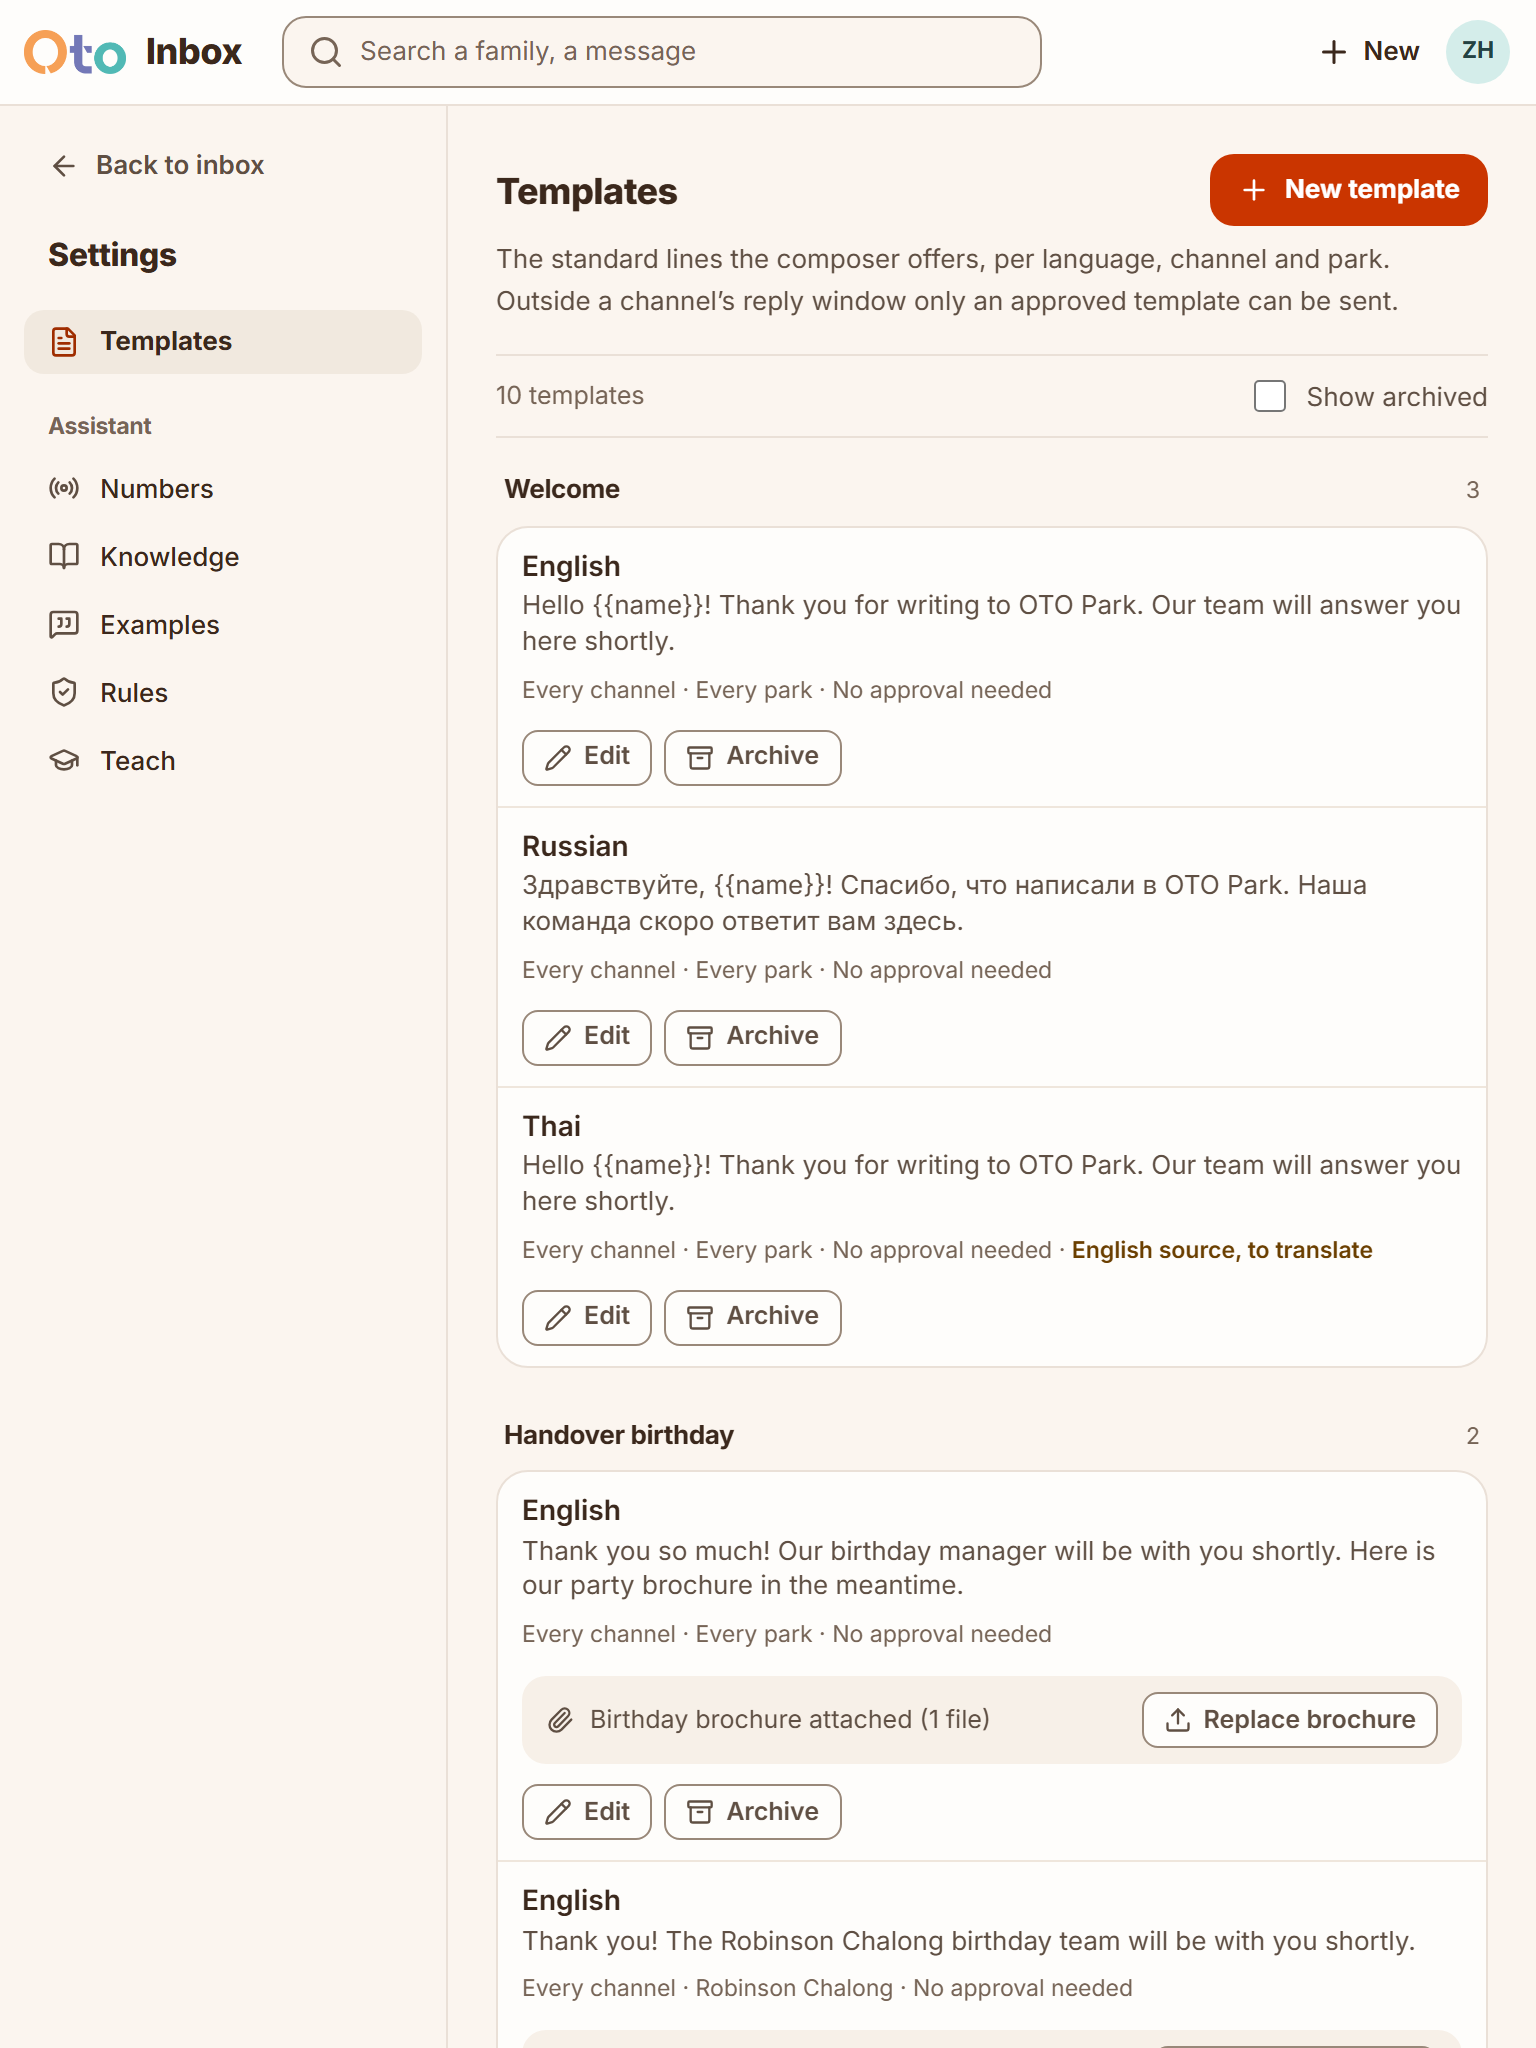 Oto Inbox
Search a family, a message
New
ZH
Back to inbox
Settings
Templates
Assistant
Numbers
Knowledge
Examples
Rules
Teach
Templates
New template
The standard lines the composer offers, per language, channel and park.
Outside a channel’s reply window only an approved template can be sent.
10 templates
Show archived
Welcome
3
English
Hello {{name}}! Thank you for writing to OTO Park. Our team will answer you
here shortly.
Every channel · Every park · No approval needed
Edit
Archive
Russian
Здравствуйте, {{name}}! Спасибо, что написали в OTO Park. Наша
команда скоро ответит вам здесь.
Every channel · Every park · No approval needed
Edit
Archive
Thai
Hello {{name}}! Thank you for writing to OTO Park. Our team will answer you
here shortly.
Every channel · Every park · No approval needed · English source, to translate
Edit
Archive
Handover birthday
2
English
Thank you so much! Our birthday manager will be with you shortly. Here is
our party brochure in the meantime.
Every channel · Every park · No approval needed
Birthday brochure attached (1 file)
Replace brochure
Edit
Archive
English
Thank you! The Robinson Chalong birthday team will be with you shortly.
Every channel · Robinson Chalong · No approval needed